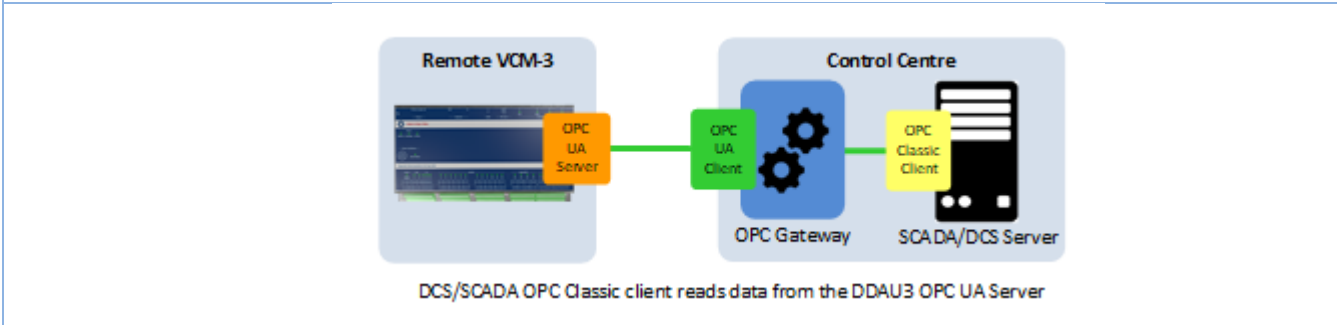 Remote VCM-3
Control Centre
OPC
UA
Server
OPC
UA
Client
OPC
Classic
Client
OPC Gateway
SCADA/DCS Server
DCS/SCADA OPC Classic client reads data from the DDAU3 OPC UA Server